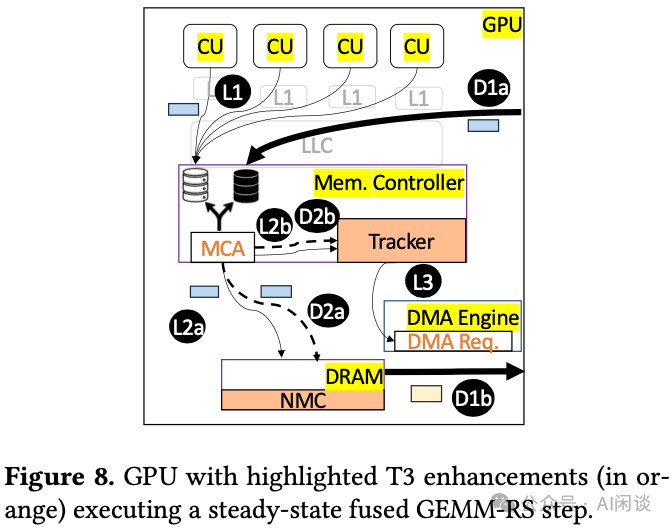 GPU
CU CU CU CU
L1
L1 L1 L1
D1a
LLC
Mem. Controller
L2b D2b
MCA
Tracker
L3
L2a
D2a
DMA Engine
DMA Req.
DRAM
NMC
D1b
Figure 8. GPU with highlighted T3 enhancements (in or-
ange) executing a steady-state fused GEMM-RS step.
公众号 · AI闲谈